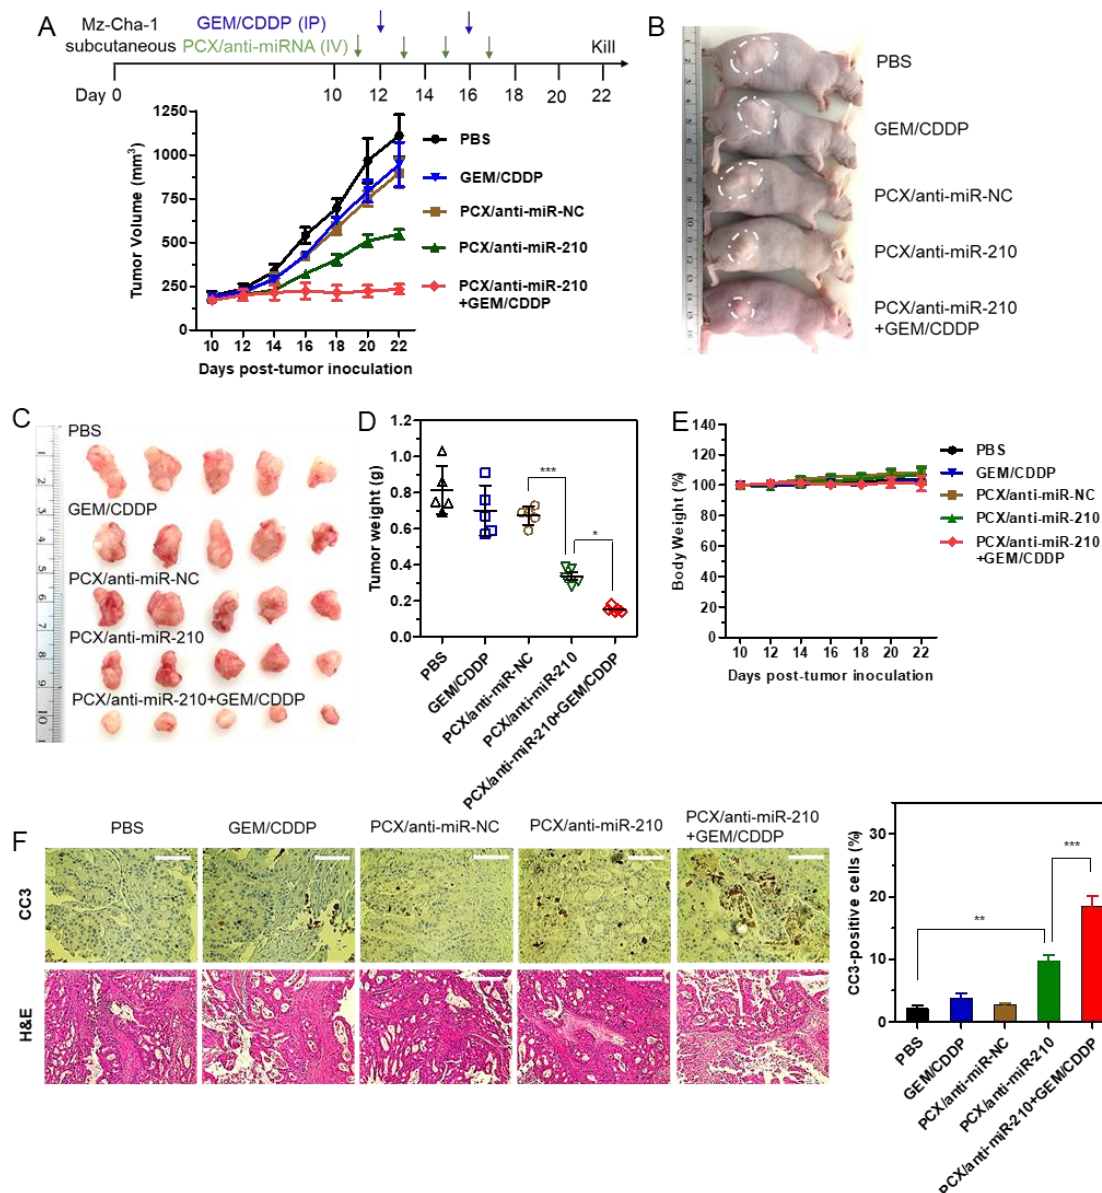 A
Mz-Cha-1
subcutaneous
GEM/CDDP (IP)
PCX/anti-miRNA (IV)
Kill
Day 0
10 12 14 16 18 20 22
Tumor Volume (mm³)
1250
1000
750
500
250
0
10 12 14 16 18 20 22
Days post-tumor inoculation
PBS
GEM/CDDP
PCX/anti-miR-NC
PCX/anti-miR-210
PCX/anti-miR-210
+GEM/CDDP
B
PBS
GEM/CDDP
PCX/anti-miR-NC
PCX/anti-miR-210
PCX/anti-miR-210
+GEM/CDDP
C
PBS
GEM/CDDP
PCX/anti-miR-NC
PCX/anti-miR-210
PCX/anti-miR-210+GEM/CDDP
1
2
3
4
5
6
7
8
9
10
D
Tumor weight (g)
1.2
1.0
0.8
0.6
0.4
0.2
0.0
***
*
PBS
GEM/CDDP
PCX/anti-miR-NC
PCX/anti-miR-210
PCX/anti-miR-210+GEM/CDDP
E
Body Weight (%)
140
120
100
80
60
40
20
0
10 12 14 16 18 20 22
Days post-tumor inoculation
PBS
GEM/CDDP
PCX/anti-miR-NC
PCX/anti-miR-210
PCX/anti-miR-210
+GEM/CDDP
F
PBS
GEM/CDDP
PCX/anti-miR-NC
PCX/anti-miR-210
PCX/anti-miR-210
+GEM/CDDP
CC3
H&E
CC3-positive cells (%)
30
20
10
0
**
***
PBS
GEM/CDDP
PCX/anti-miR-NC
PCX/anti-miR-210
PCX/anti-miR-210+GEM/CDDP